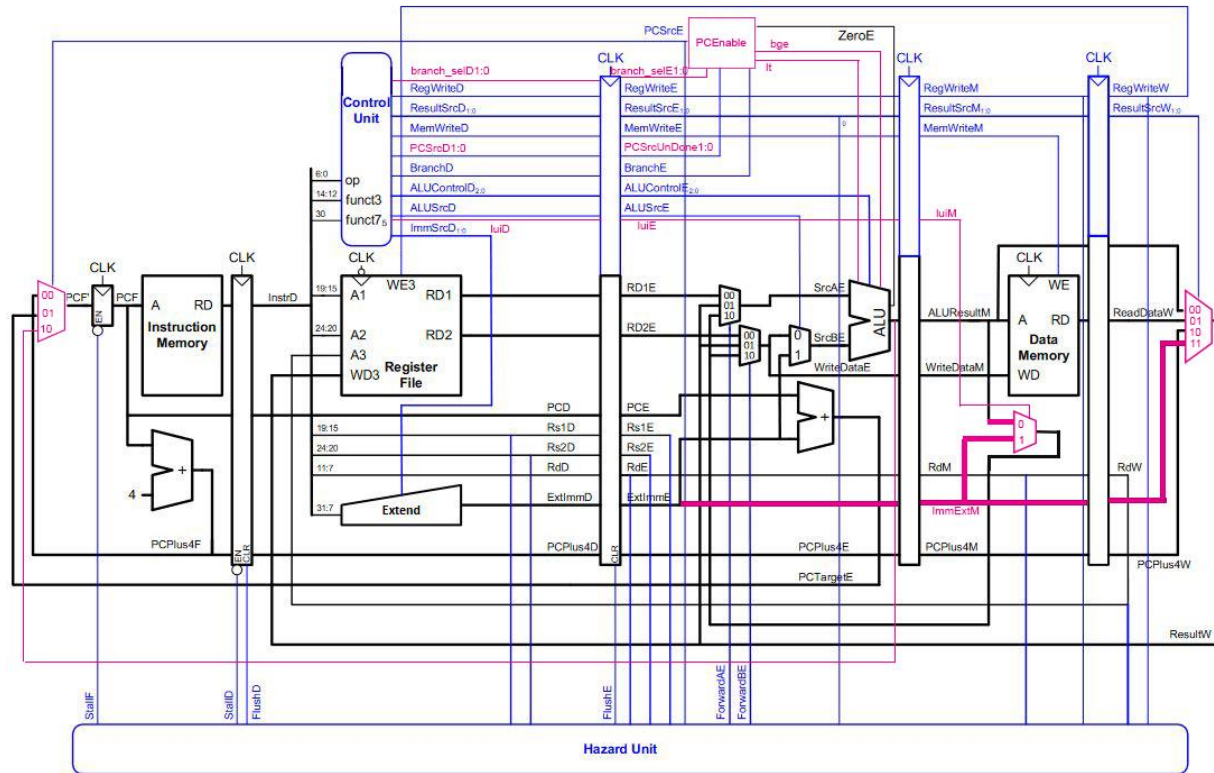 PCSrcE
PCEnable
ZeroE
bge
lt
CLK
CLK
CLK
branch_selD1:0
branch_selE1:0
RegWriteD
RegWriteE
RegWriteM
RegWriteW
Control
Unit
ResultSrcD1:0
ResultSrcE1:0
0
ResultSrcM1:0
ResultSrcW1:0
MemWriteD
MemWriteE
MemWriteM
PCSrcD1:0
PCSrcUnDone1:0
BranchD
BranchE
6:0
op
ALUControlD2:0
ALUControlE2:0
14:12
funct3
ALUSrcD
ALUSrcE
30
funct75
luiD
luiE
luiM
ImmSrcD1:0
CLK
CLK
CLK
CLK
00
01
10
PCF'
EN
PCF
A
RD
Instruction
Memory
InstrD
19:15
A1
WE3
RD1
RD1E
00
01
10
SrcAE
24:20
A2
RD2
RD2E
00
01
10
0
1
SrcBE
ALU
A3
WD3
Register
File
WriteDataE
ALUResultM
WriteDataM
A
WE
RD
Data
Memory
WD
ReadDataW
00
01
10
11
PCD
PCE
+
0
1
19:15
Rs1D
Rs1E
24:20
Rs2D
Rs2E
11:7
RdD
RdE
RdM
RdW
+
4
31:7
Extend
ExtImmD
ExtImmE
ImmExtM
PCPlus4F
EN
CLR
PCPlus4D
CLR
PCPlus4E
PCPlus4M
PCPlus4W
PCTargetE
ResultW
StallF
StallD
FlushD
FlushE
ForwardAE
ForwardBE
Hazard Unit